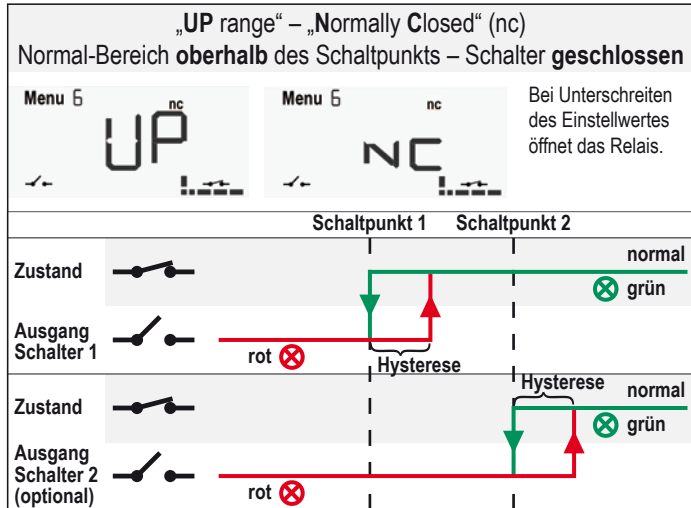 „UP range“ – „Normally Closed“ (nc)
Normal-Bereich oberhalb des Schaltpunkts – Schalter geschlossen
Menu 6
nc
UP
Menu 6
nc
NC
Bei Unterschreiten
des Einstellwertes
öffnet das Relais.
Schaltpunkt 1 Schaltpunkt 2
Zustand
normal
grün
Ausgang
Schalter 1
rot
Hysterese
Zustand
Hysterese
normal
grün
Ausgang
Schalter 2
(optional)
rot